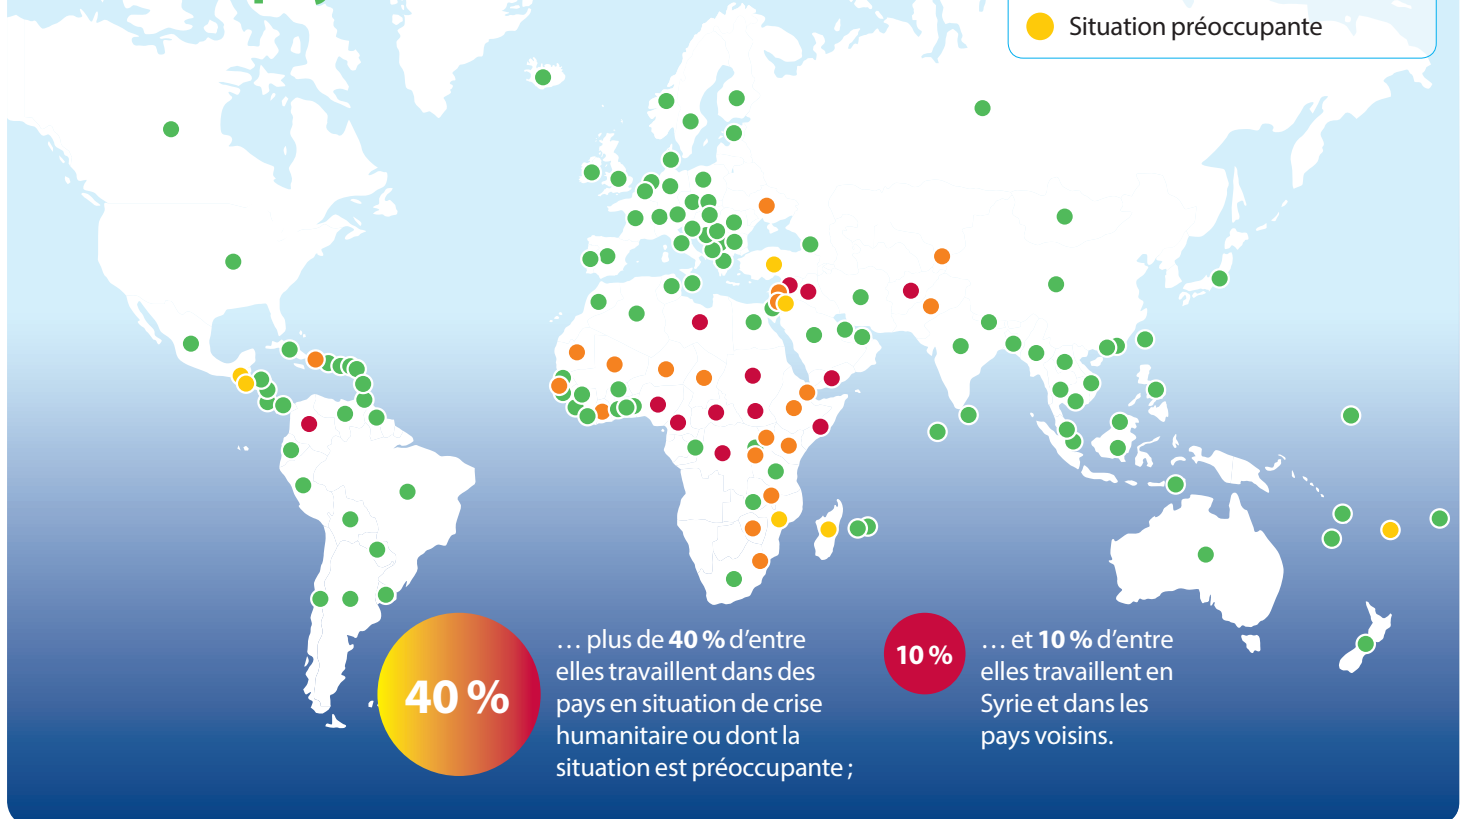 Situation préoccupante
40 %
… plus de 40 % d’entre
elles travaillent dans des
pays en situation de crise
humanitaire ou dont la
situation est préoccupante ;
10 %
… et 10 % d’entre
elles travaillent en
Syrie et dans les
pays voisins.